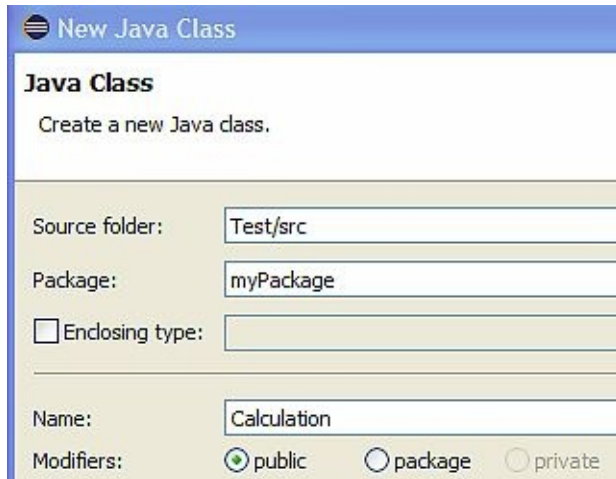 New Java Class
Java Class
Create a new Java class.
Source folder: Test/src
Package: myPackage
Enclosing type:
Name: Calculation
Modifiers: public package private